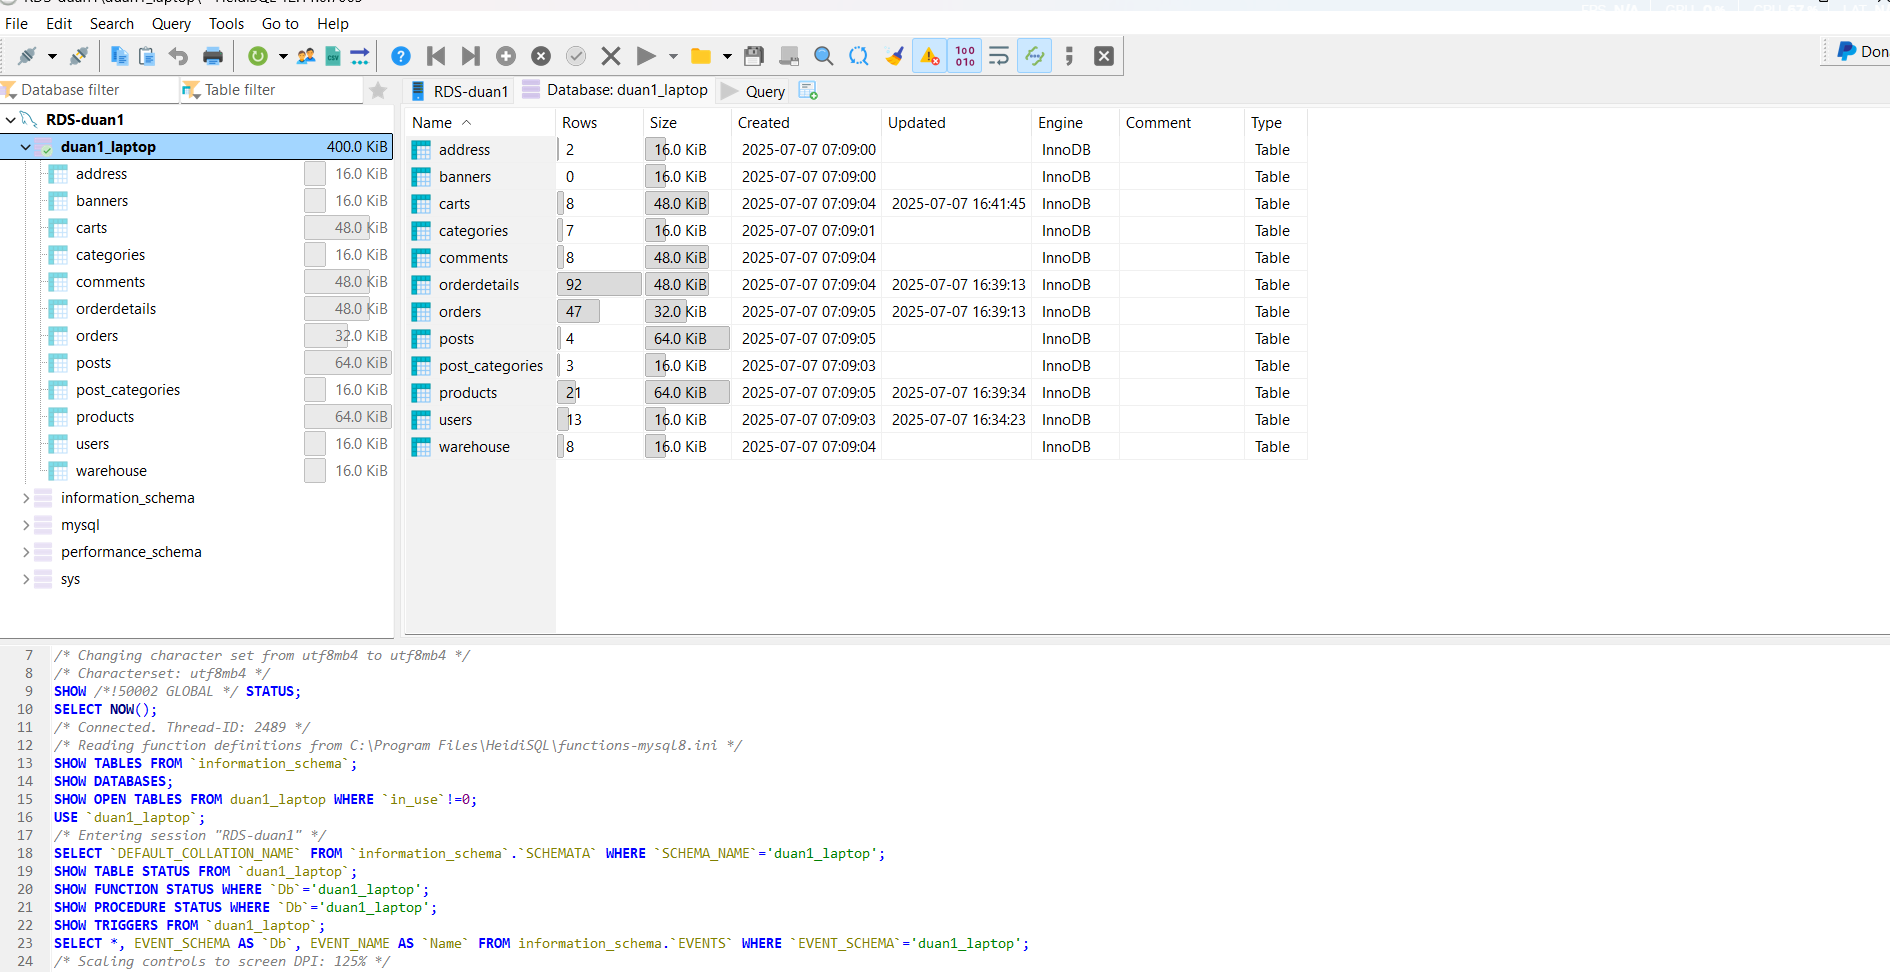 File Edit Search Query Tools Go to Help
Don
Database filter Table filter
RDS-duan1 Database: duan1_laptop Query
RDS-duan1
duan1_laptop 400.0 KiB
address 16.0 KiB
banners 16.0 KiB
carts 48.0 KiB
categories 16.0 KiB
comments 48.0 KiB
orderdetails 48.0 KiB
orders 32.0 KiB
posts 64.0 KiB
post_categories 16.0 KiB
products 64.0 KiB
users 16.0 KiB
warehouse 16.0 KiB
information_schema
mysql
performance_schema
sys
Name Rows Size Created Updated Engine Comment Type
address 2 16.0 KiB 2025-07-07 07:09:00 InnoDB Table
banners 0 16.0 KiB 2025-07-07 07:09:00 InnoDB Table
carts 8 48.0 KiB 2025-07-07 07:09:04 2025-07-07 16:41:45 InnoDB Table
categories 7 16.0 KiB 2025-07-07 07:09:01 InnoDB Table
comments 8 48.0 KiB 2025-07-07 07:09:04 InnoDB Table
orderdetails 92 48.0 KiB 2025-07-07 07:09:04 2025-07-07 16:39:13 InnoDB Table
orders 47 32.0 KiB 2025-07-07 07:09:05 2025-07-07 16:39:13 InnoDB Table
posts 4 64.0 KiB 2025-07-07 07:09:05 InnoDB Table
post_categories 3 16.0 KiB 2025-07-07 07:09:03 InnoDB Table
products 21 64.0 KiB 2025-07-07 07:09:05 2025-07-07 16:39:34 InnoDB Table
users 13 16.0 KiB 2025-07-07 07:09:03 2025-07-07 16:34:23 InnoDB Table
warehouse 8 16.0 KiB 2025-07-07 07:09:04 InnoDB Table
7 /* Changing character set from utf8mb4 to utf8mb4 */
8 /* Characterset: utf8mb4 */
9 SHOW /*!50002 GLOBAL */ STATUS;
10 SELECT NOW();
11 /* Connected. Thread-ID: 2489 */
12 /* Reading function definitions from C:\Program Files\HeidiSQL\functions-mysql8.ini */
13 SHOW TABLES FROM `information_schema`;
14 SHOW DATABASES;
15 SHOW OPEN TABLES FROM duan1_laptop WHERE `in_use`!=0;
16 USE `duan1_laptop`;
17 /* Entering session "RDS-duan1" */
18 SELECT `DEFAULT_COLLATION_NAME` FROM `information_schema`.`SCHEMATA` WHERE `SCHEMA_NAME`='duan1_laptop';
19 SHOW TABLE STATUS FROM `duan1_laptop`;
20 SHOW FUNCTION STATUS WHERE `Db`='duan1_laptop';
21 SHOW PROCEDURE STATUS WHERE `Db`='duan1_laptop';
22 SHOW TRIGGERS FROM `duan1_laptop`;
23 SELECT *, EVENT_SCHEMA AS `Db`, EVENT_NAME AS `Name` FROM information_schema.`EVENTS` WHERE `EVENT_SCHEMA`='duan1_laptop';
24 /* Scaling controls to screen DPI: 125% */